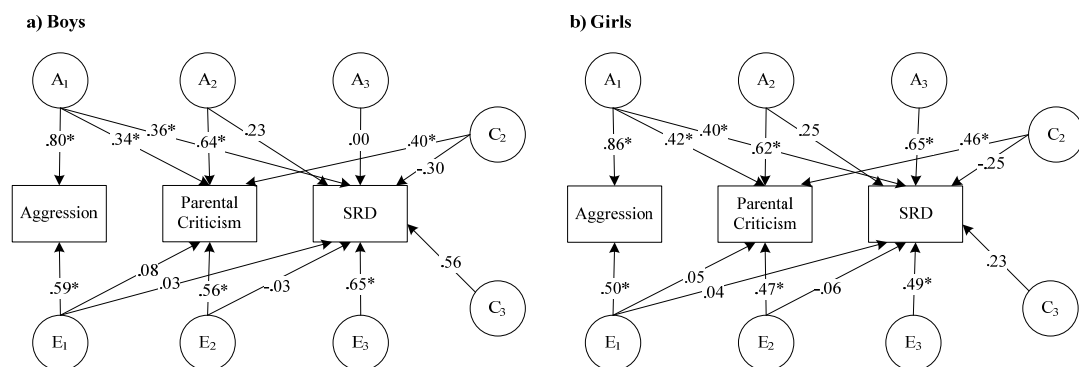 a) Boys
b) Girls
A₁
A₂
A₃
C₂
.80*
.34*
.36*
.64*
.23
.00
.40*
-.30
Aggression
Parental
Criticism
SRD
.59*
.08
.03
.56*
-.03
.65*
.56
E₁
E₂
E₃
C₃
A₁
A₂
A₃
C₂
.86*
.42*
.40*
.62*
.25
.65*
.46*
-.25
Aggression
Parental
Criticism
SRD
.50*
.05
.04
.47*
-.06
.49*
.23
E₁
E₂
E₃
C₃